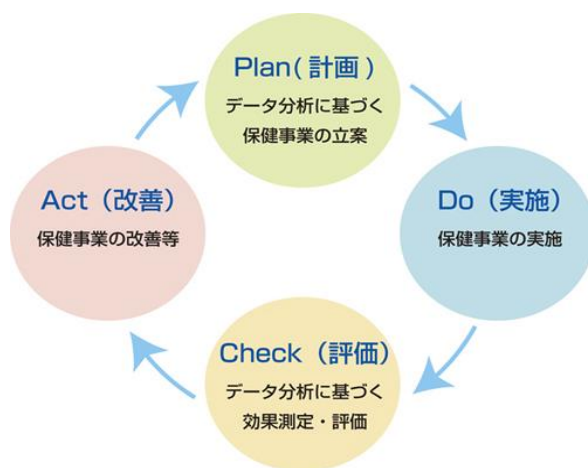 Plan(計画)
データ分析に基づく
保健事業の立案
Do（実施）
保健事業の実施
Check（評価）
データ分析に基づく
効果測定・評価
Act（改善）
保健事業の改善等